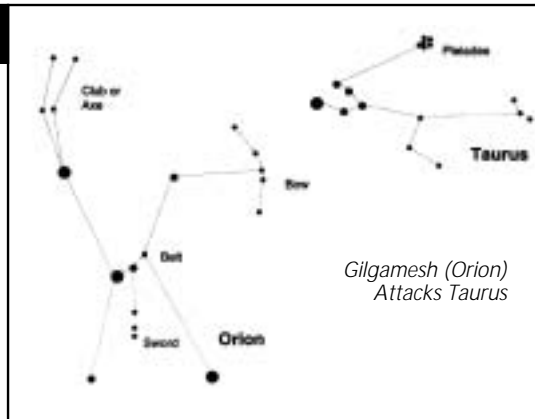 Pleiades
Club or
Axe
Taurus
Bow
Belt
Gilgamesh (Orion)
Attacks Taurus
Sword
Orion